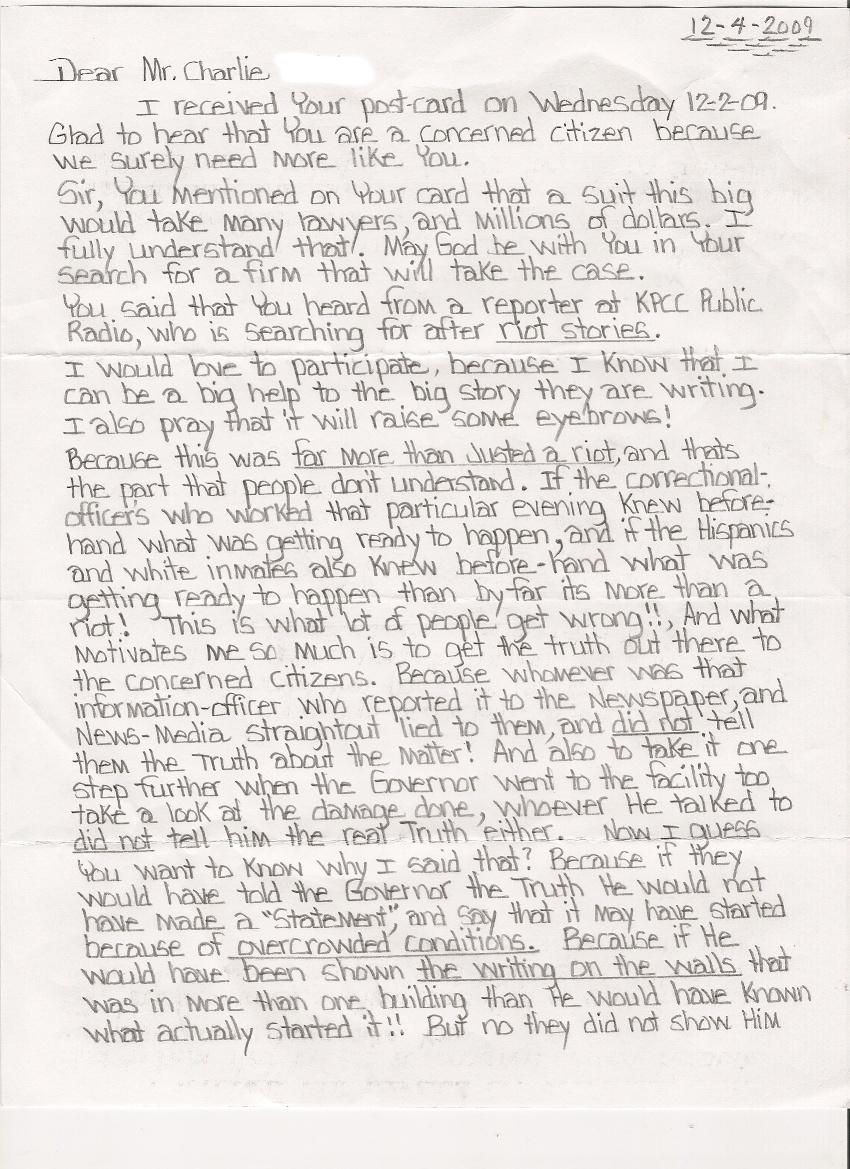 12-4-2009
Dear Mr. Charlie
I received Your post-card on Wednesday 12-2-09.
Glad to hear that You are a concerned citizen because
we surely need more like You.
Sir, You Mentioned on Your card that a suit this big
would take many lawyers, and Millions of dollars. I
fully understand that!. May God be with You in Your
search for a firm that will take the case.
You said that You heard from a reporter at KPCC Public
Radio, who is searching for after riot stories.
I would love to participate, because I Know that I
can be a big help to the big story they are writing.
I also pray that it will raise some eyebrows!
Because this was far More than Justed a riot, and thats
the part that people don't understand. If the correctional-
officers who worked that particular evening Knew before-
hand what was getting ready to happen, and if the Hispanics
and white inmates also Knew before-hand what was
getting ready to happen than by far its More than a
riot! This is what lot of people get wrong!!, And what
Motivates Me so Much is to get the truth out there to
the concerned Citizens. Because whomever was that
information-officer who reported it to the Newspaper, and
News-Media straightout lied to them, and did not tell
them the Truth about the Matter! And also to take it one
step further when the Governor went to the facility too
take a look at the damage done, whoever He talked to
did not tell him the real Truth either. Now I guess
You want to Know why I said that? Because if they
would have told the Governor the Truth He would not
have made a "Statement", and say that it May have started
because of overcrowded conditions. Because if He
would have been shown the writing on the walls that
was in More than one building than He would have Known
what actually started it!! But no they did not show HiM